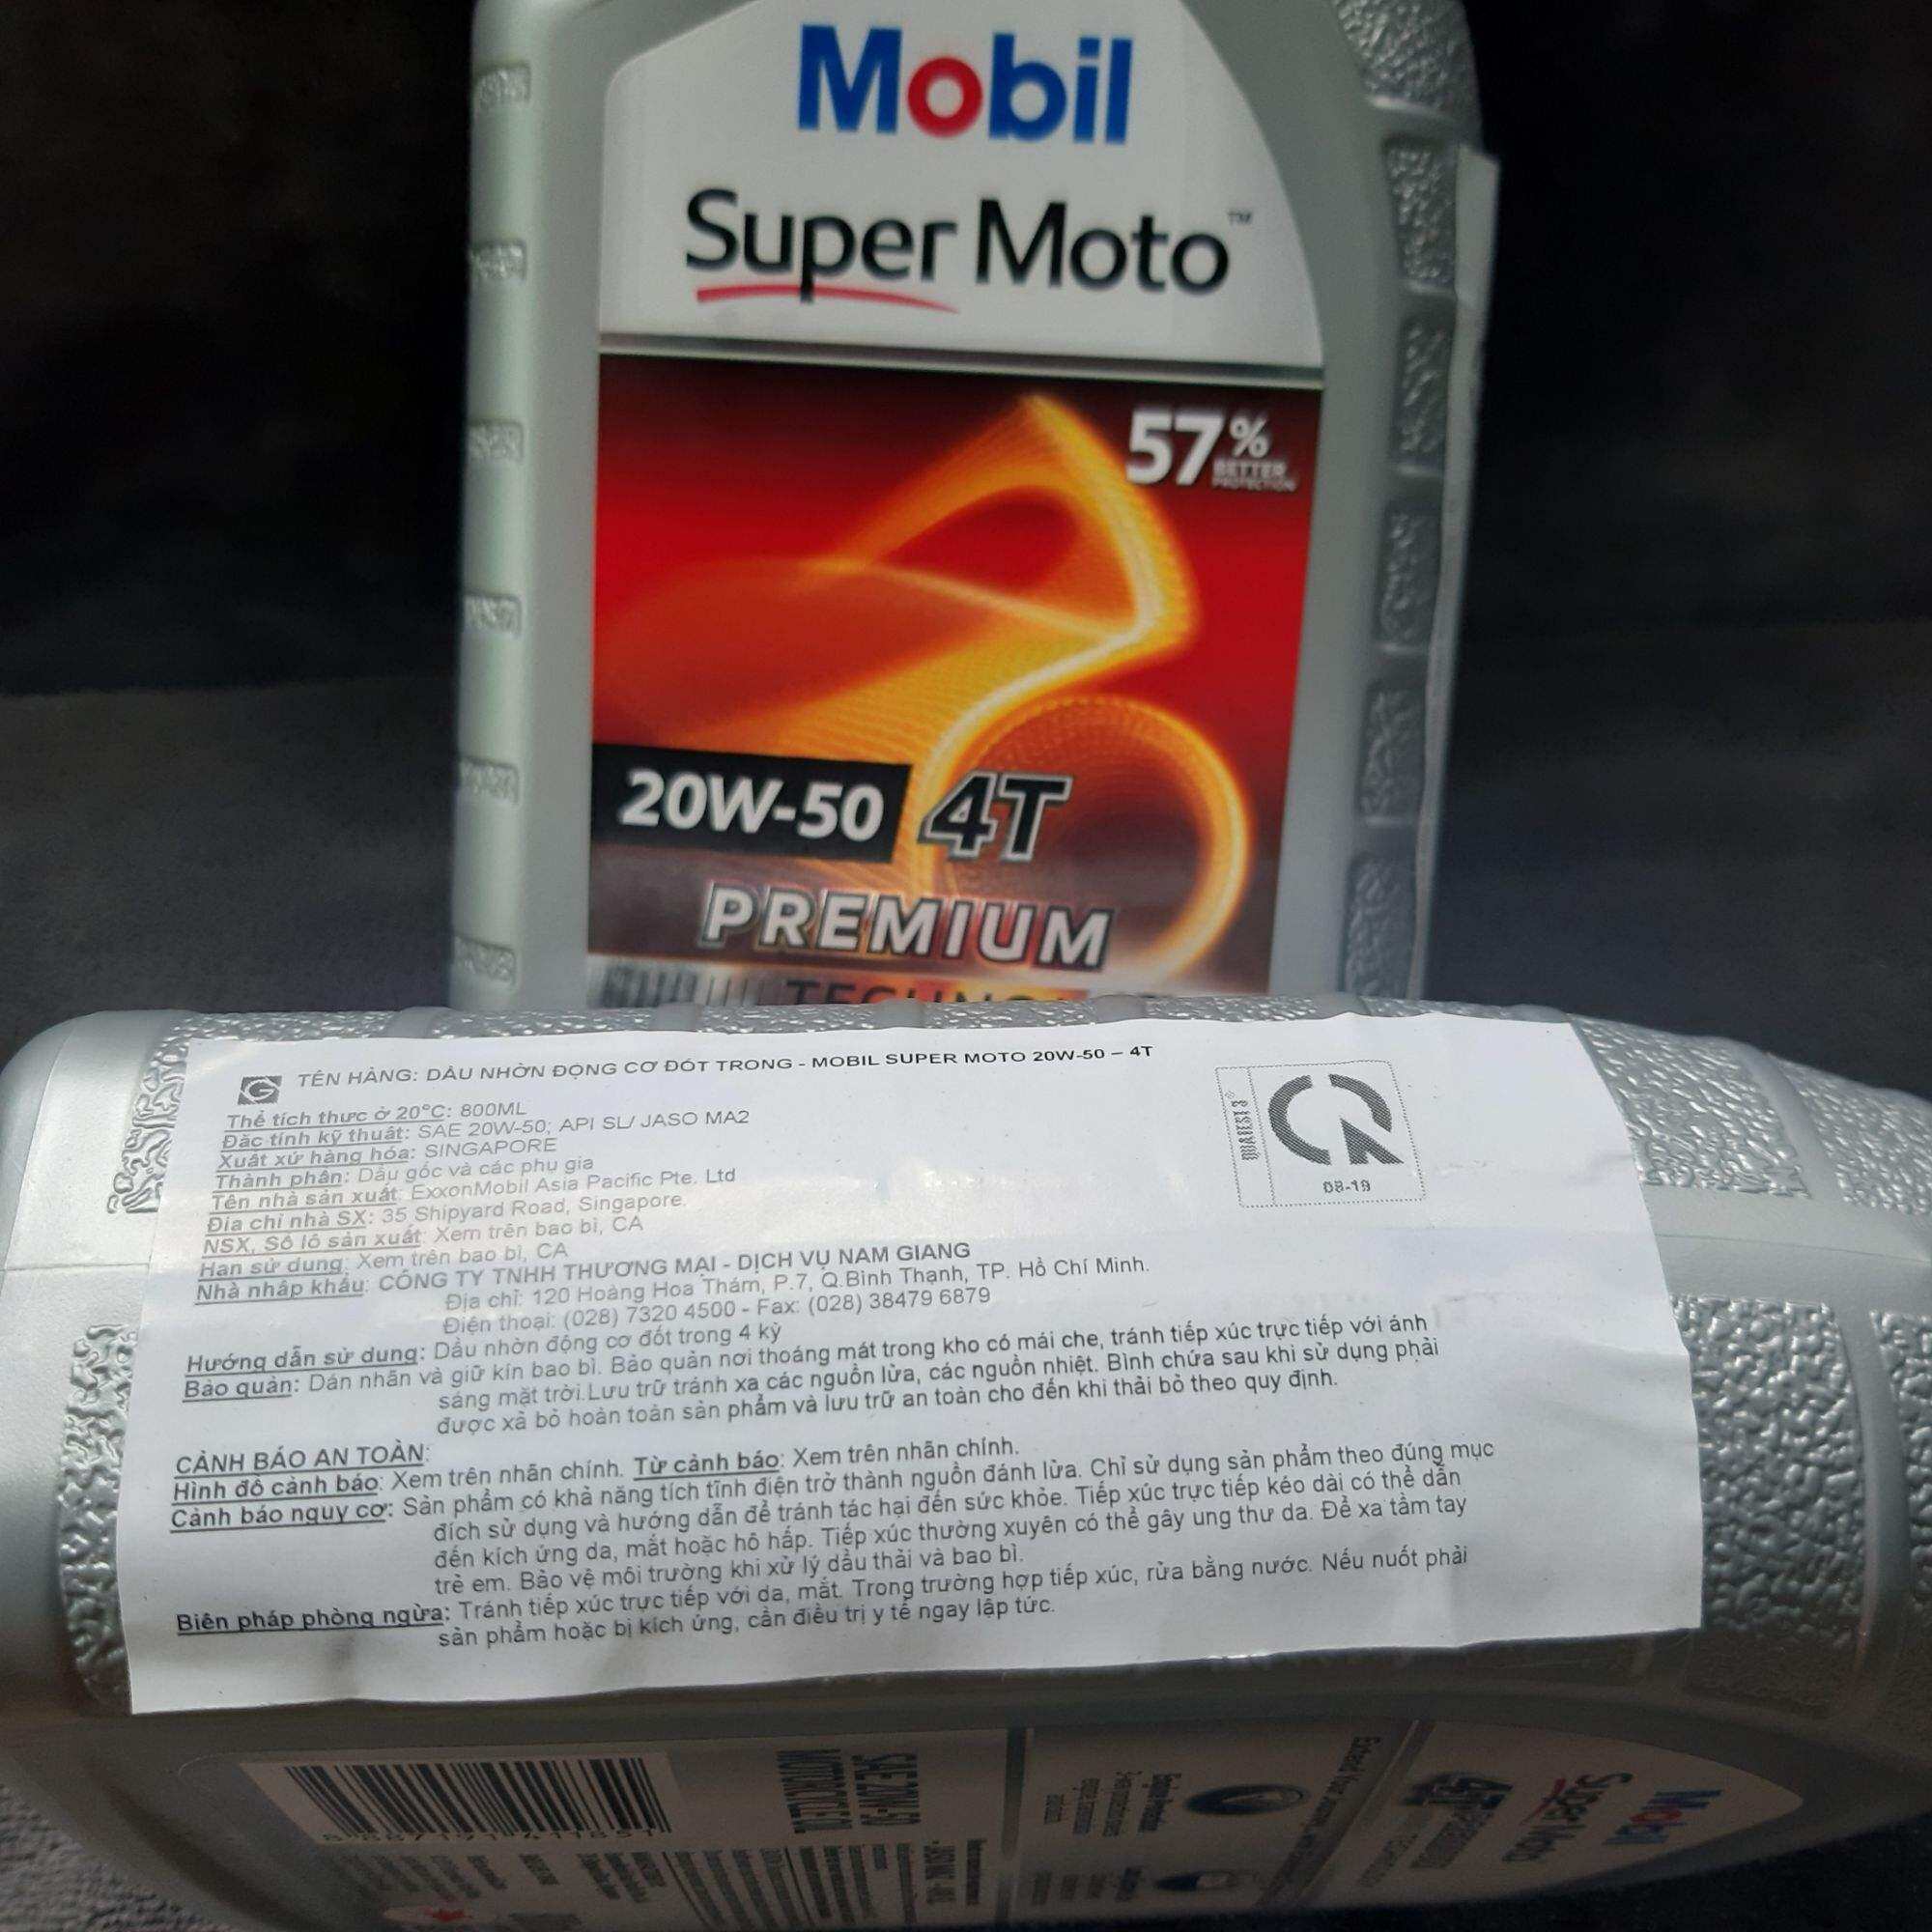 Mobil
Super Moto™
57%
BETTER
PROTECTION
20W-50 4T
PREMIUM
G TÊN HÀNG: DẦU NHỜN ĐỘNG CƠ ĐỐT TRONG - MOBIL SUPER MOTO 20W-50 – 4T
Thể tích thực ở 20°C: 800ML
Đặc tính kỹ thuật: SAE 20W-50; API SL/ JASO MA2
Xuất xứ hàng hóa: SINGAPORE
Thành phần: Dầu gốc và các phụ gia
Tên nhà sản xuất: ExxonMobil Asia Pacific Pte. Ltd
Địa chỉ nhà SX: 35 Shipyard Road, Singapore.
NSX, Số lô sản xuất: Xem trên bao bì, CA
Hạn sử dụng: Xem trên bao bì, CA
Nhà nhập khẩu: CÔNG TY TNHH THƯƠNG MẠI - DỊCH VỤ NAM GIANG
Địa chỉ: 120 Hoàng Hoa Thám, P.7, Q.Bình Thạnh, TP. Hồ Chí Minh.
Điện thoại: (028) 7320 4500 - Fax: (028) 38479 6879
Hướng dẫn sử dụng: Dầu nhờn động cơ đốt trong 4 kỳ
Bảo quản: Dán nhãn và giữ kín bao bì. Bảo quản nơi thoáng mát trong kho có mái che, tránh tiếp xúc trực tiếp với ánh
sáng mặt trời.Lưu trữ tránh xa các nguồn lửa, các nguồn nhiệt. Bình chứa sau khi sử dụng phải
được xả bỏ hoàn toàn sản phẩm và lưu trữ an toàn cho đến khi thải bỏ theo quy định.
CẢNH BÁO AN TOÀN:
Hình đồ cảnh báo: Xem trên nhãn chính. Từ cảnh báo: Xem trên nhãn chính.
Cảnh báo nguy cơ: Sản phẩm có khả năng tích tĩnh điện trở thành nguồn đánh lửa. Chỉ sử dụng sản phẩm theo đúng mục
đích sử dụng và hướng dẫn để tránh tác hại đến sức khỏe. Tiếp xúc trực tiếp kéo dài có thể dẫn
đến kích ứng da, mắt hoặc hô hấp. Tiếp xúc thường xuyên có thể gây ung thư da. Để xa tầm tay
trẻ em. Bảo vệ môi trường khi xử lý dầu thải và bao bì.
Biện pháp phòng ngừa: Tránh tiếp xúc trực tiếp với da, mắt. Trong trường hợp tiếp xúc, rửa bằng nước. Nếu nuốt phải
sản phẩm hoặc bị kích ứng, cần điều trị y tế ngay lập tức.
QUATEST 3
08-19
SAE 20W-50
MOTORCYCLE OIL
Mobil
Super Moto